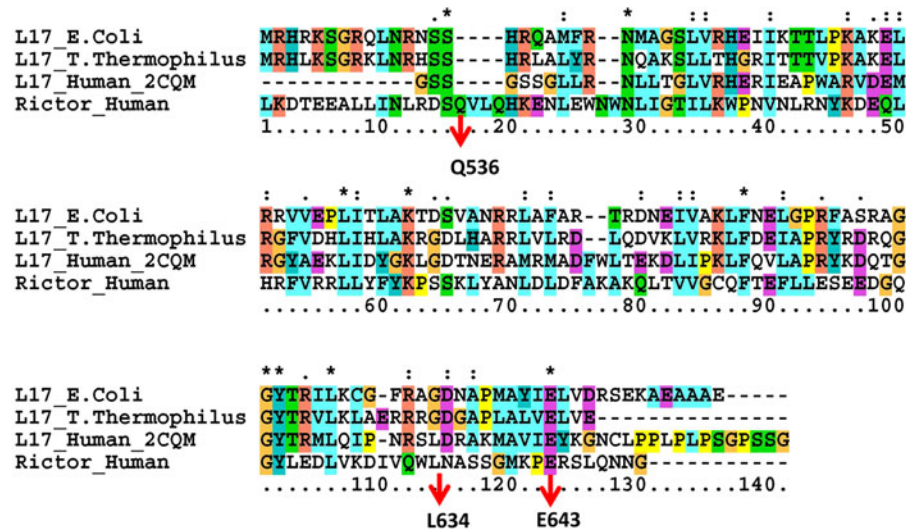 .* : * :: : : .::
L17_E.Coli MRHRKSGRQLNRNSS----HRQAMFR--NMAGSLVRHEIIKTTLPKAKEL
L17_T.Thermophilus MRHLKSGRKLNRHSS----HRLALYR--NQAKSLLTHGRITTTVPKAKEL
L17_Human_2CQM ------------GSS----GSSGLLR--NLLTGLVRHERIEAPWARVDEM
Rictor_Human LKDTEEALLINLRDSQVLQHKENLEWNWNLIGTILKWPNVNLRNYKDEQL
1.......10........20........30........40........50
Q536
: . *: * . : : . :: * : . .
L17_E.Coli RRVVEPLITLAKTDSVANRRLAFAR--TRDNEIVAKLFNELGPRFASRAG
L17_T.Thermophilus RGFVDHLIHLAKRGDLHARRLVLRD--LQDVKLVRKLFDEIAPRYRDRQG
L17_Human_2CQM RGYAEKLIDYGKLGDTNERAMRMADFWLTEKDLIPKLFQVLAPRYKDQTG
Rictor_Human HRFVRRLLYFYKPSSKLYANLDLDFAKAKQLTVVGCQFTEFLLESEEDGQ
.........60........70........80........90.......100
**. * : : : *
L17_E.Coli GYTRILKCG-FRAGDNAPMAYIELVDRSEKAEAAAE-----
L17_T.Thermophilus GYTRVLKLAERRRGDGAPLALVELVE---------------
L17_Human_2CQM GYTRMLQIP-NRSLDRAKMAVIEYKGNCLPPLPLPSGPSSG
Rictor_Human GYLEDLVKDIVQWLNASSGMKPERSLQNNG-----------
.......110.......120.......130.......140.
L634 E643